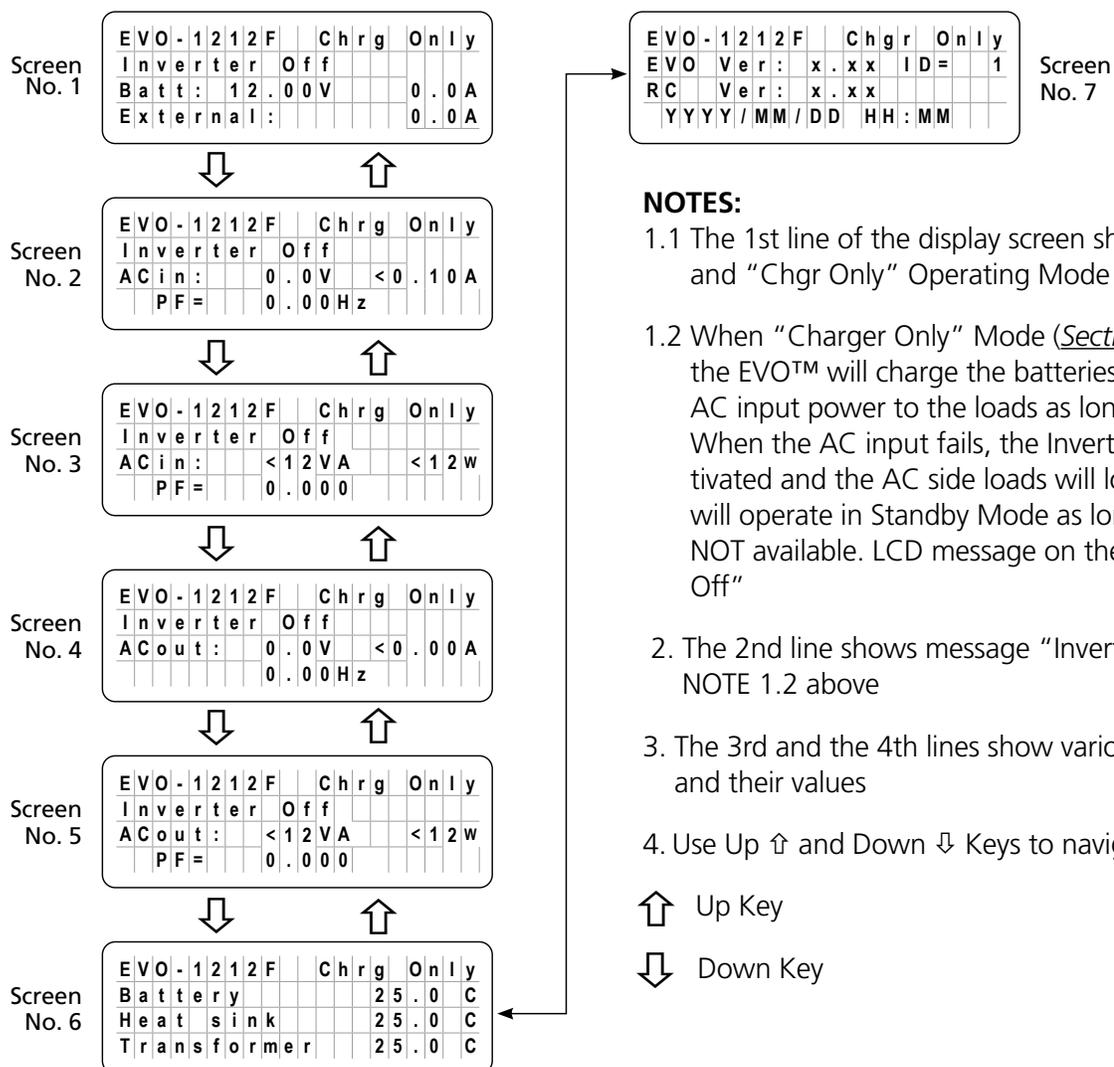 Screen
No. 1
EVO-1212F Chrg Only
Inverter Off
Batt: 12.00V 0.0A
External: 0.0A
Screen
No. 2
EVO-1212F Chrg Only
Inverter Off
ACin: 0.0V <0.10A
PF= 0.00Hz
Screen
No. 3
EVO-1212F Chrg Only
Inverter Off
ACin: <12VA <12W
PF= 0.000
Screen
No. 4
EVO-1212F Chrg Only
Inverter Off
ACout: 0.0V <0.00A
0.00Hz
Screen
No. 5
EVO-1212F Chrg Only
Inverter Off
ACout: <12VA <12W
PF= 0.000
Screen
No. 6
EVO-1212F Chrg Only
Battery 25.0 C
Heat sink 25.0 C
Transformer 25.0 C
EVO-1212F Chgr Only
EVO Ver: x.xx ID= 1
RC Ver: x.xx
YYYY/MM/DD HH:MM
Screen
No. 7
NOTES:
1.1 The 1st line of the display screen
and “Chgr Only” Operating Mode
1.2 When “Charger Only” Mode (
the EVO™ will charge the batteries
AC input power to the loads as
When the AC input fails, the
tivated and the AC side loads will
will operate in Standby Mode as
NOT available. LCD message on
Off”
2. The 2nd line shows message
NOTE 1.2 above
3. The 3rd and the 4th lines show
and their values
4. Use Up ⇧ and Down ⇩ Keys to
⇧ Up Key
⇩ Down Key